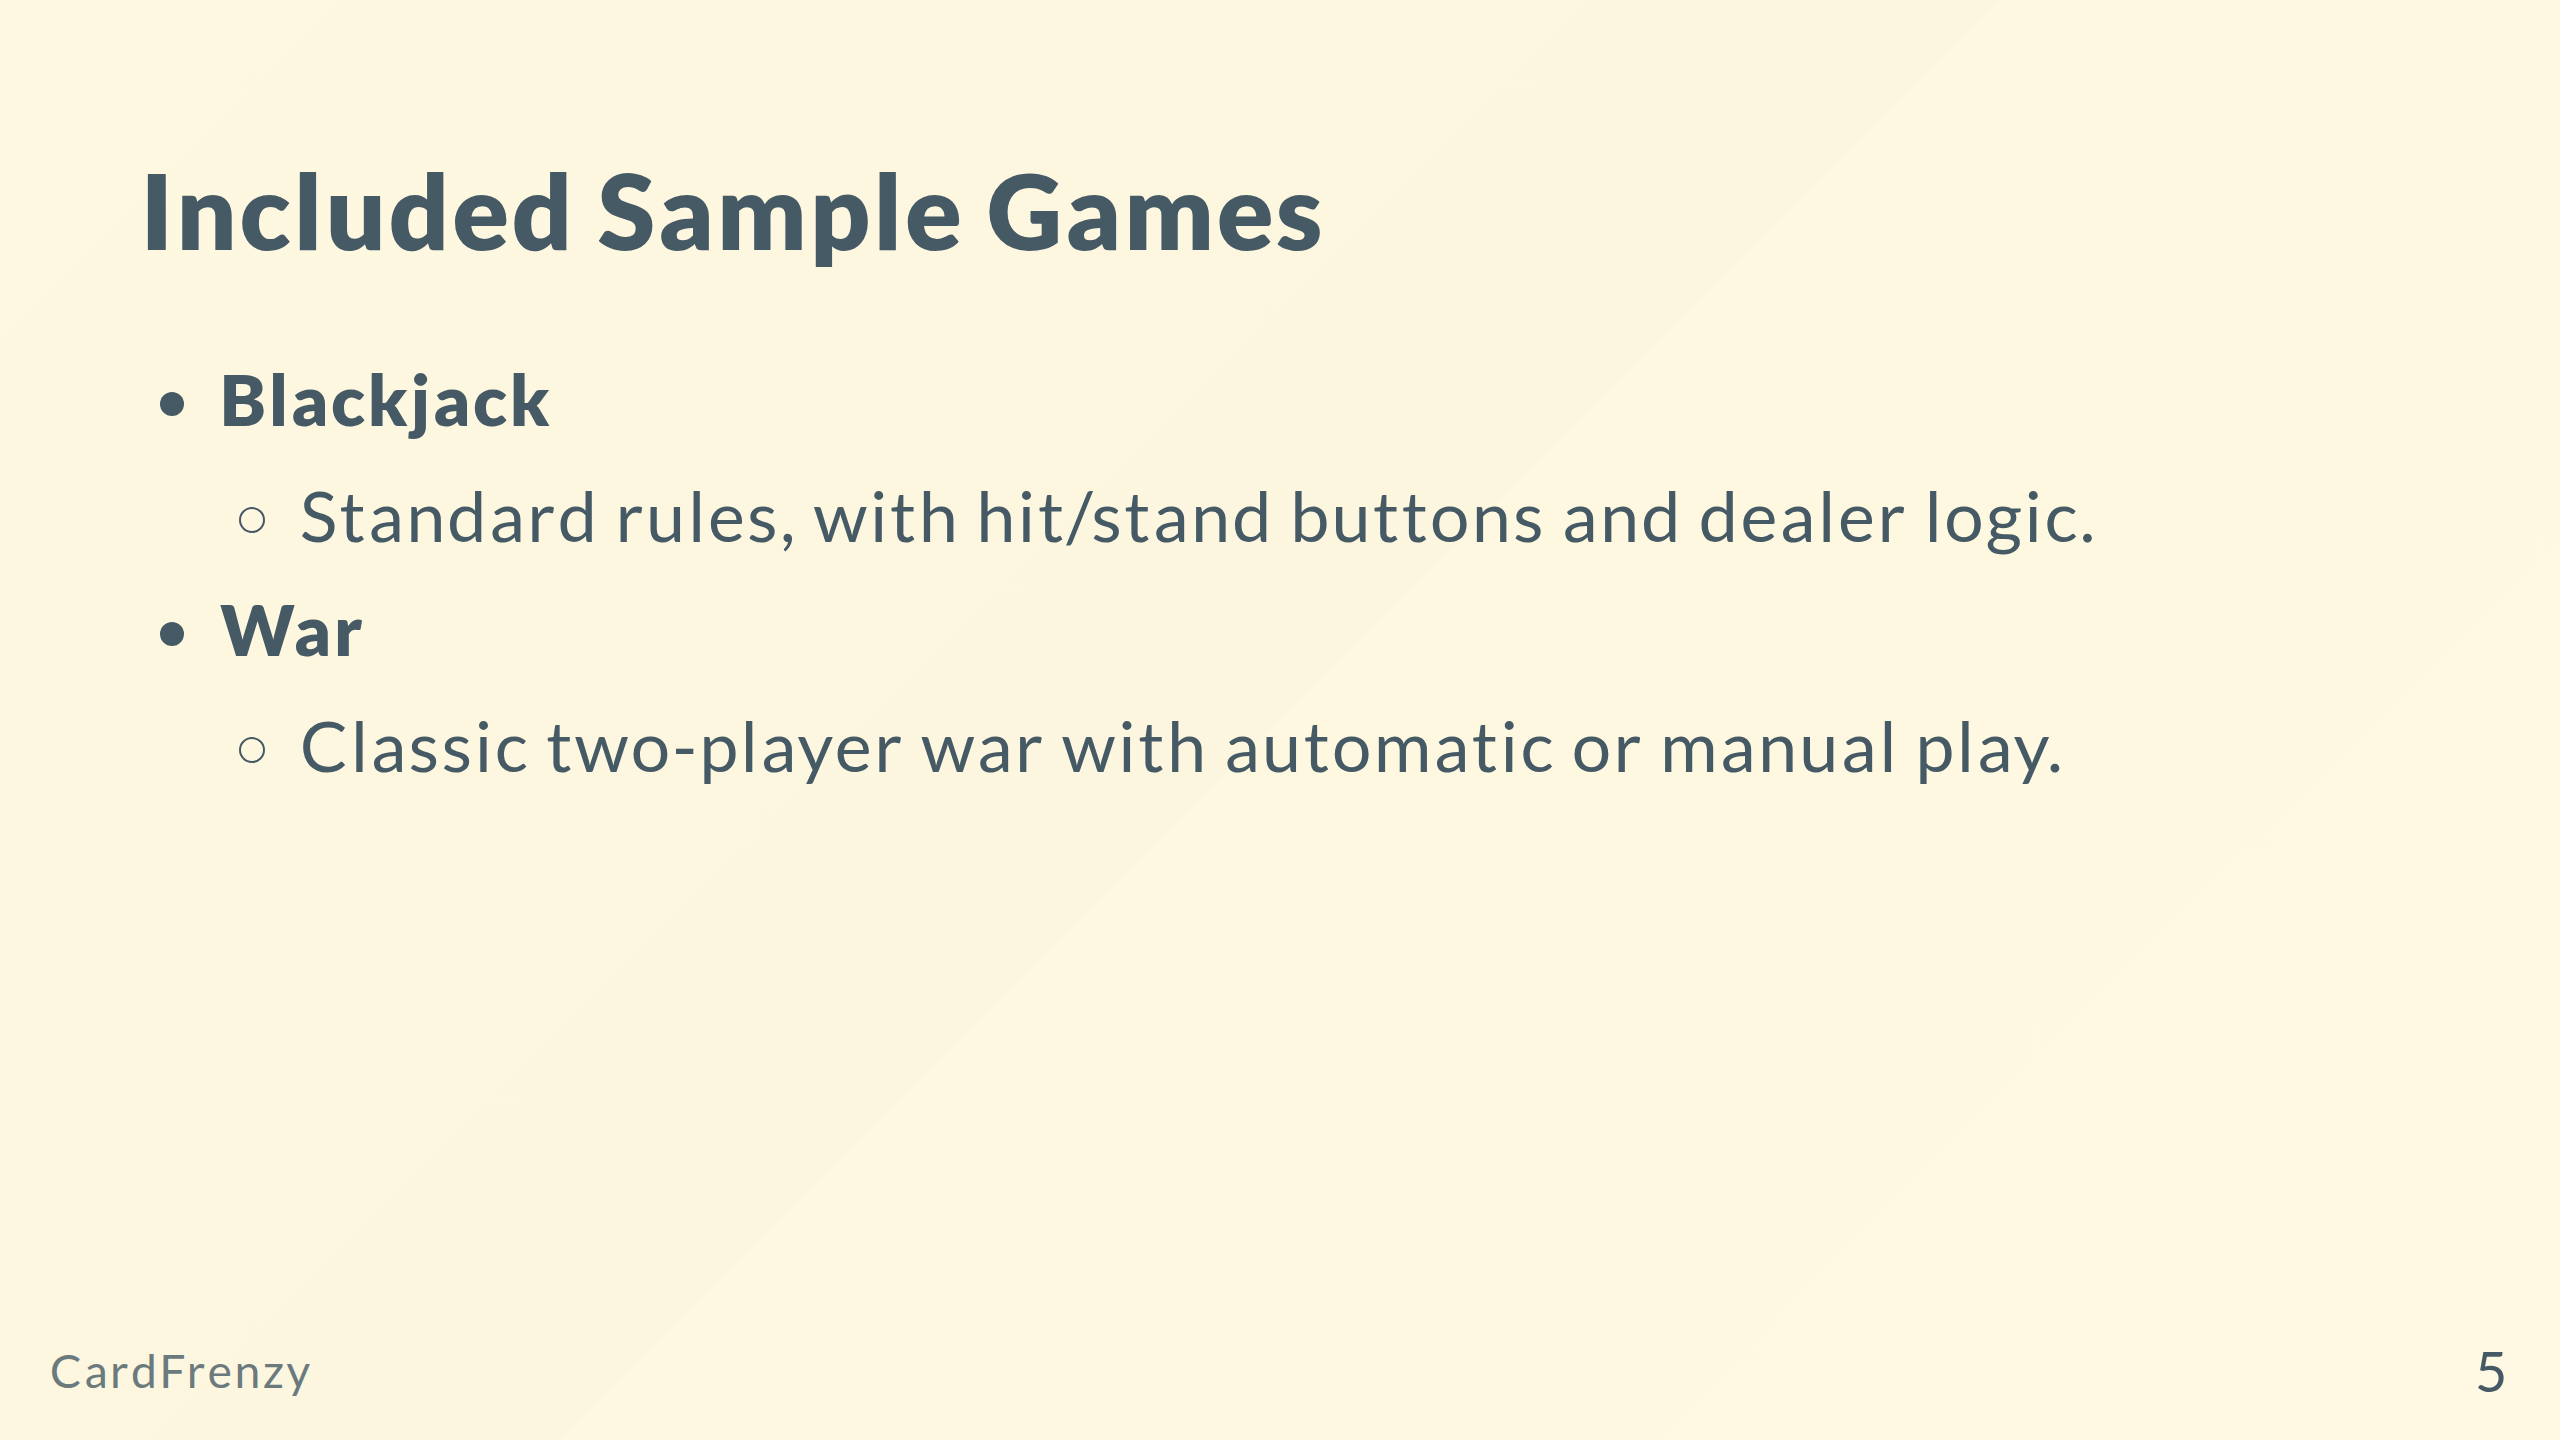 Included Sample Games
• Blackjack
○ Standard rules, with hit/stand buttons and dealer logic.
• War
○ Classic two-player war with automatic or manual play.
CardFrenzy
5